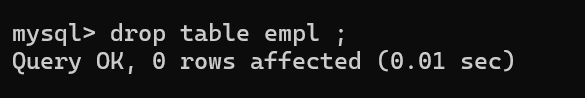 mysql> drop table empl ;
Query OK, 0 rows affected (0.01 sec)